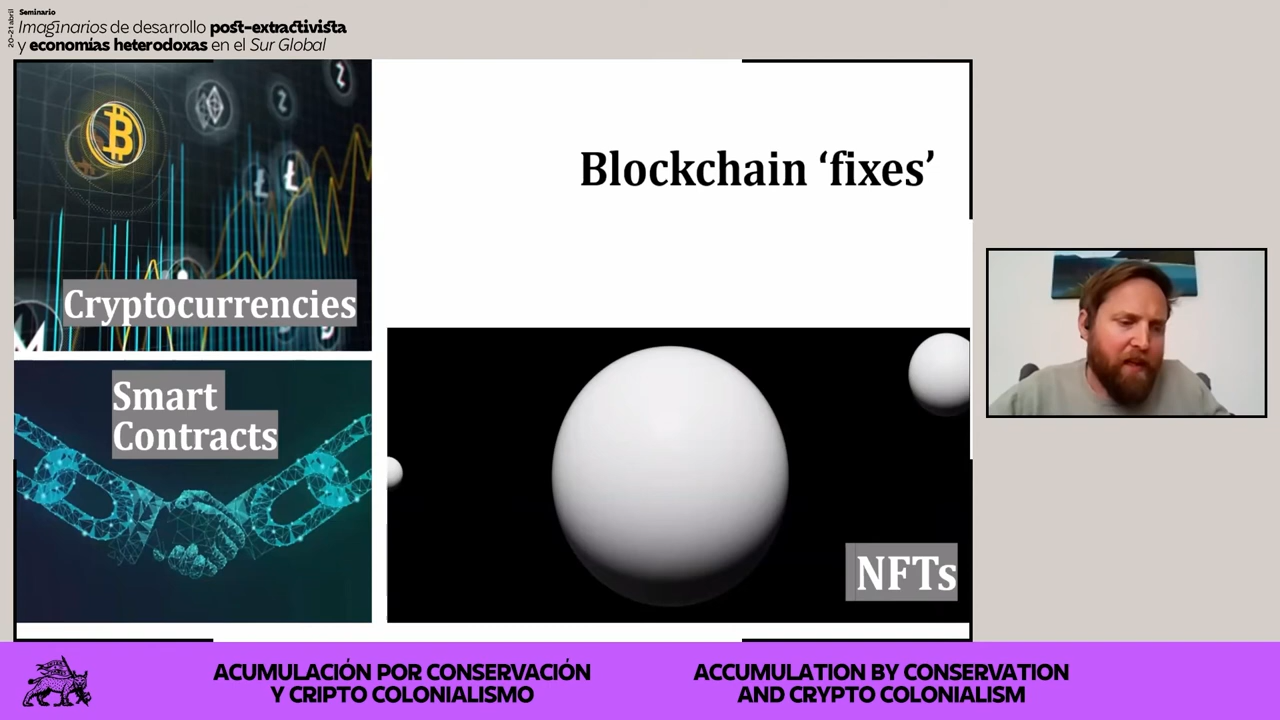 20-21 abril
Seminario
Imaginarios de desarrollo post-extractivista
y economías heterodoxas en el Sur Global
Blockchain ‘fixes’
Cryptocurrencies
Smart
Contracts
NFTs
ACUMULACIÓN POR CONSERVACIÓN
Y CRIPTO COLONIALISMO
ACCUMULATION BY CONSERVATION
AND CRYPTO COLONIALISM